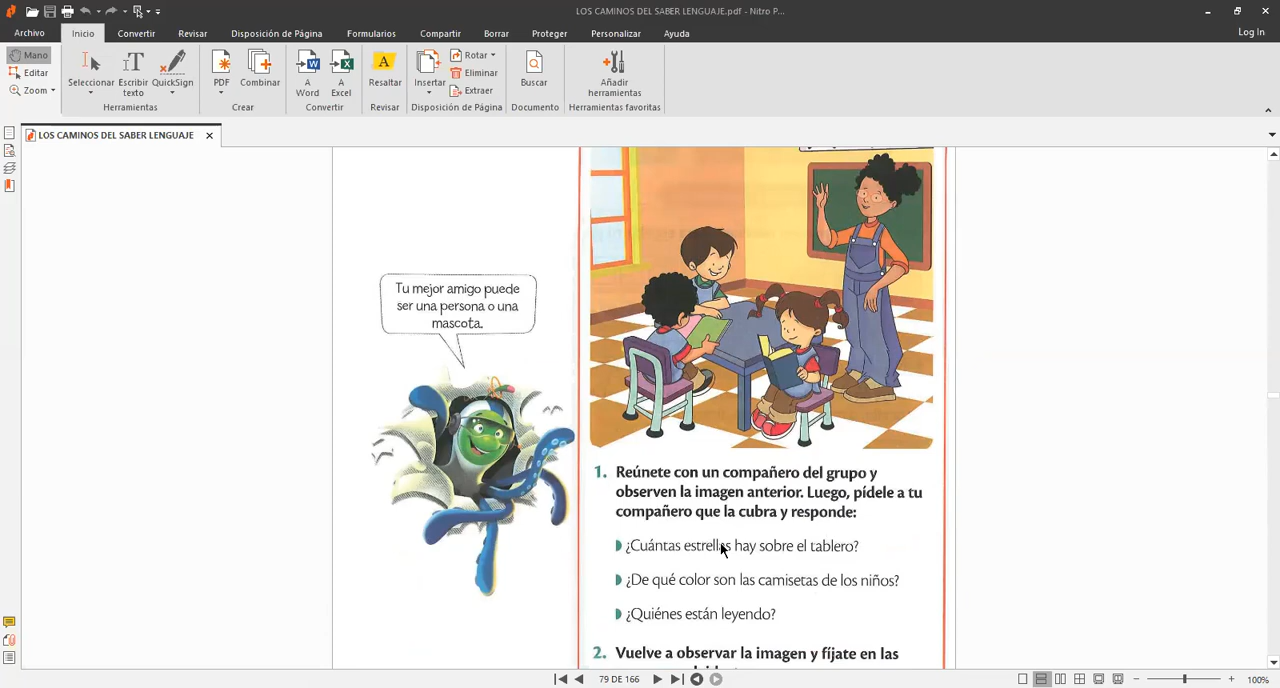 LOS CAMINOS DEL SABER LENGUAJE.pdf - Nitro P...
Archivo Inicio Convertir Revisar Disposición de Página Formularios Compartir Borrar Proteger Personalizar Ayuda Log In
Mano
Editar
Zoom
Seleccionar
Escribir texto
QuickSign
Herramientas
PDF
Combinar
Crear
A Word
A Excel
Convertir
Resaltar
Revisar
Insertar
Rotar
Eliminar
Extraer
Disposición de Página
Buscar
Documento
Añadir herramientas
Herramientas favoritas
LOS CAMINOS DEL SABER LENGUAJE
Tu mejor amigo puede
ser una persona o una
mascota.
1. Reúnete con un compañero del grupo y
observen la imagen anterior. Luego, pídele a tu
compañero que la cubra y responde:
¿Cuántas estrellas hay sobre el tablero?
¿De qué color son las camisetas de los niños?
¿Quiénes están leyendo?
2. Vuelve a observar la imagen y fíjate en las
79 DE 166
100%